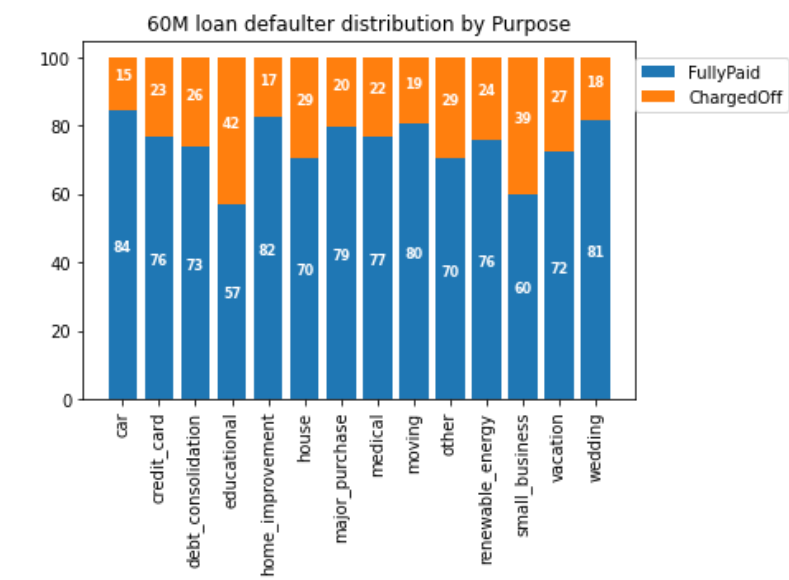 60M loan defaulter distribution by Purpose
100
80
60
40
20
0
FullyPaid
ChargedOff
15
23
26
42
17
29
20
22
19
29
24
39
27
18
84
76
73
57
82
70
79
77
80
70
76
60
72
81
car
credit_card
debt_consolidation
educational
home_improvement
house
major_purchase
medical
moving
other
renewable_energy
small_business
vacation
wedding